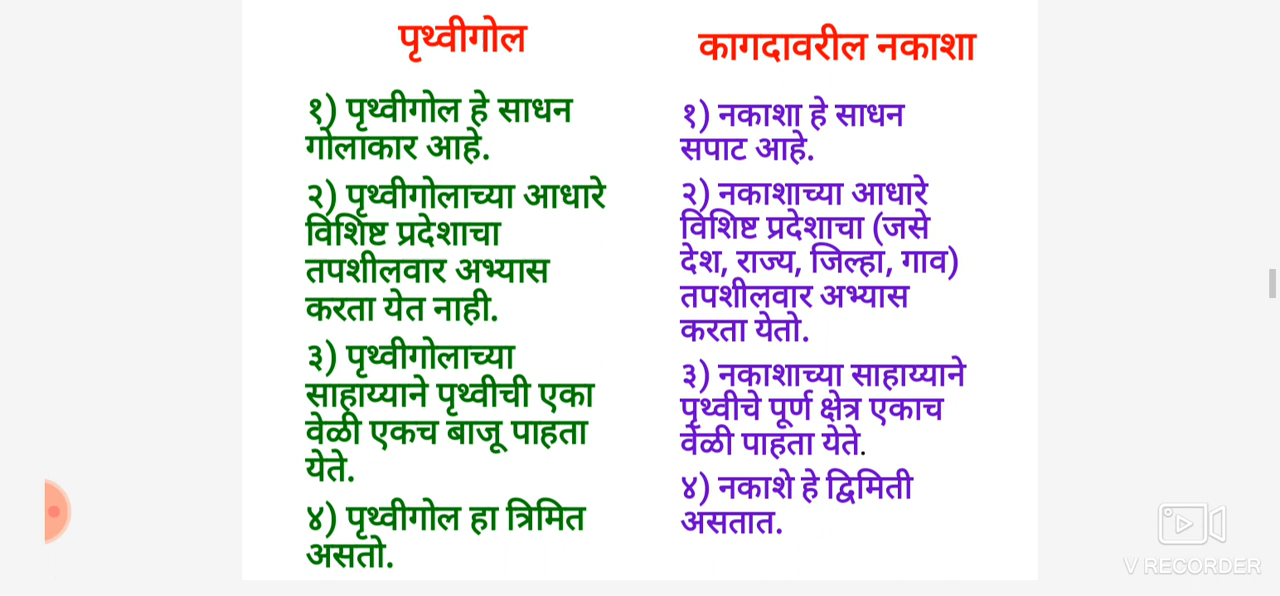 पृथ्वीगोल
१) पृथ्वीगोल हे साधन
गोलाकार आहे.
२) पृथ्वीगोलाच्या आधारे
विशिष्ट प्रदेशाचा
तपशीलवार अभ्यास
करता येत नाही.
३) पृथ्वीगोलाच्या
साहाय्याने पृथ्वीची एका
वेळी एकच बाजू पाहता
येते.
४) पृथ्वीगोल हा त्रिमित
असतो.
कागदावरील नकाशा
१) नकाशा हे साधन
सपाट आहे.
२) नकाशाच्या आधारे
विशिष्ट प्रदेशाचा (जसे
देश, राज्य, जिल्हा, गाव)
तपशीलवार अभ्यास
करता येतो.
३) नकाशाच्या साहाय्याने
पृथ्वीचे पूर्ण क्षेत्र एकाच
वेळी पाहता येते.
४) नकाशे हे द्विमिती
असतात.
V RECORDER